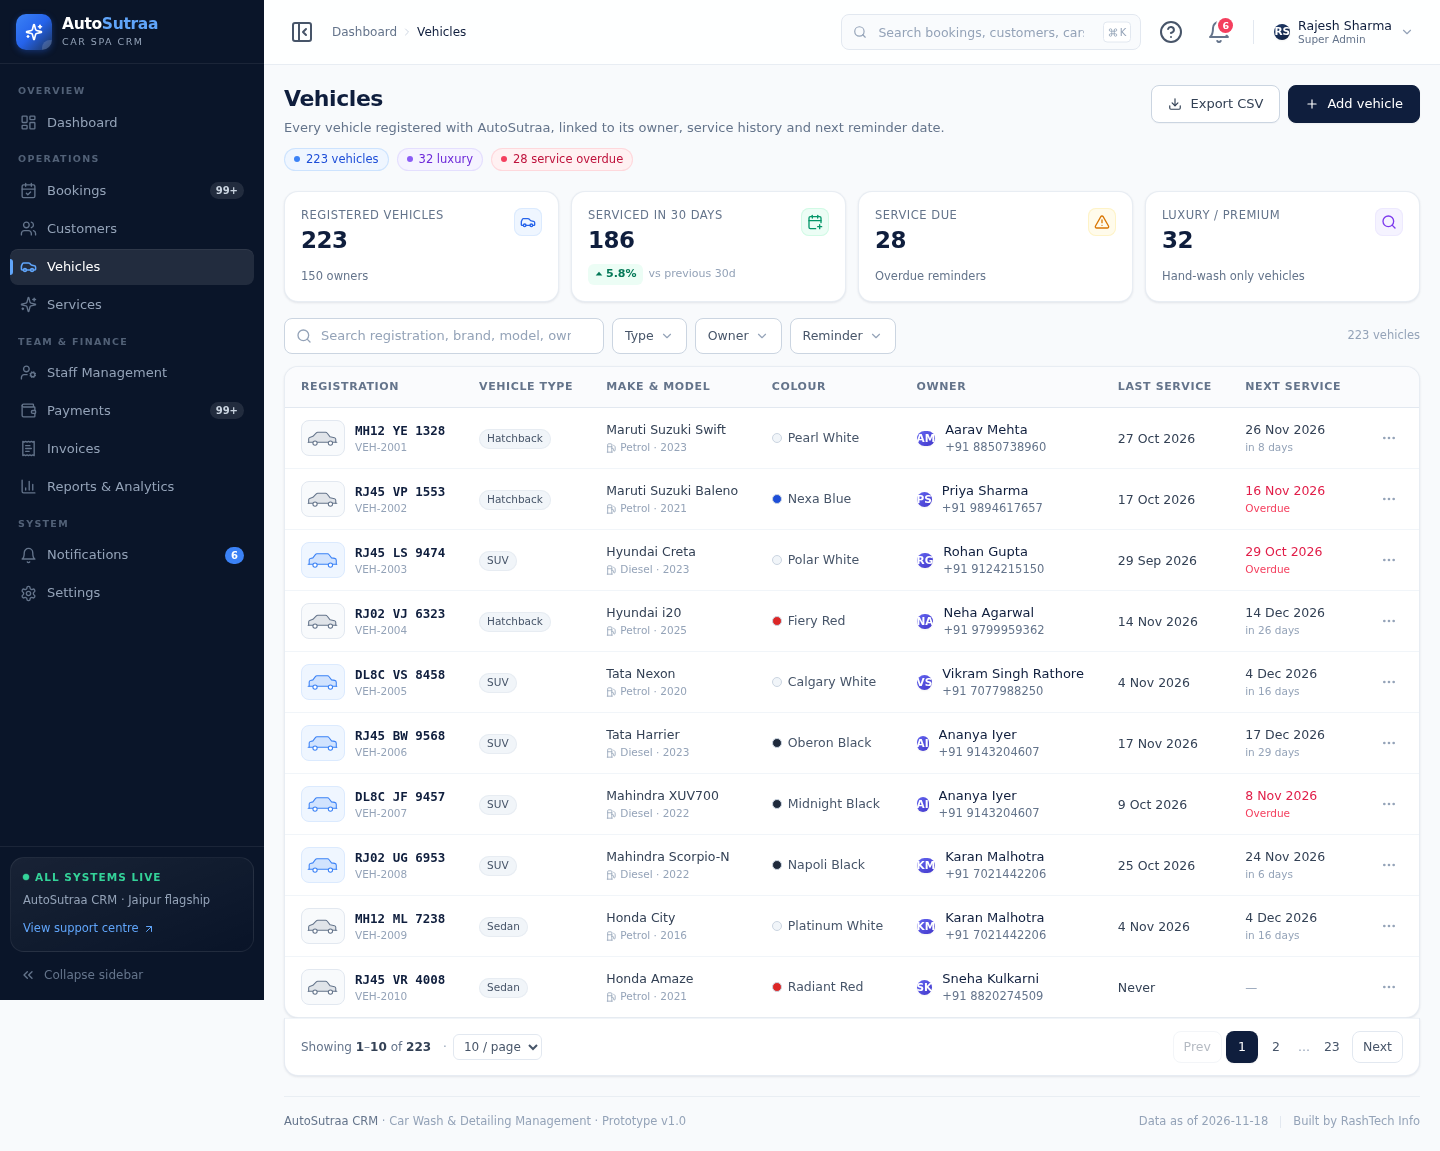 AutoSutraa
CAR SPA CRM
OVERVIEW
Dashboard
OPERATIONS
Bookings 99+
Customers
Vehicles
Services
TEAM & FINANCE
Staff Management
Payments 99+
Invoices
Reports & Analytics
SYSTEM
Notifications 6
Settings
ALL SYSTEMS LIVE
AutoSutraa CRM · Jaipur flagship
View support centre
Collapse sidebar
Dashboard Vehicles
Search bookings, customers, car ⌘K
6
RS Rajesh Sharma
Super Admin
Vehicles
Every vehicle registered with AutoSutraa, linked to its owner, service history and next reminder date.
223 vehicles 32 luxury 28 service overdue
Export CSV Add vehicle
REGISTERED VEHICLES
223
150 owners
SERVICED IN 30 DAYS
186
5.8% vs previous 30d
SERVICE DUE
28
Overdue reminders
LUXURY / PREMIUM
32
Hand-wash only vehicles
Search registration, brand, model, owr Type Owner Reminder 223 vehicles
REGISTRATION VEHICLE TYPE MAKE & MODEL COLOUR OWNER LAST SERVICE NEXT SERVICE
MH12 YE 1328 Hatchback Maruti Suzuki Swift Pearl White AM Aarav Mehta 27 Oct 2026 26 Nov 2026
VEH-2001 Petrol · 2023 +91 8850738960 in 8 days
RJ45 VP 1553 Hatchback Maruti Suzuki Baleno Nexa Blue PS Priya Sharma 17 Oct 2026 16 Nov 2026
VEH-2002 Petrol · 2021 +91 9894617657 Overdue
RJ45 LS 9474 SUV Hyundai Creta Polar White RG Rohan Gupta 29 Sep 2026 29 Oct 2026
VEH-2003 Diesel · 2023 +91 9124215150 Overdue
RJ02 VJ 6323 Hatchback Hyundai i20 Fiery Red NA Neha Agarwal 14 Nov 2026 14 Dec 2026
VEH-2004 Petrol · 2025 +91 9799959362 in 26 days
DL8C VS 8458 SUV Tata Nexon Calgary White VS Vikram Singh Rathore 4 Nov 2026 4 Dec 2026
VEH-2005 Petrol · 2020 +91 7077988250 in 16 days
RJ45 BW 9568 SUV Tata Harrier Oberon Black AI Ananya Iyer 17 Nov 2026 17 Dec 2026
VEH-2006 Diesel · 2023 +91 9143204607 in 29 days
DL8C JF 9457 SUV Mahindra XUV700 Midnight Black AI Ananya Iyer 9 Oct 2026 8 Nov 2026
VEH-2007 Diesel · 2022 +91 9143204607 Overdue
RJ02 UG 6953 SUV Mahindra Scorpio-N Napoli Black KM Karan Malhotra 25 Oct 2026 24 Nov 2026
VEH-2008 Diesel · 2022 +91 7021442206 in 6 days
MH12 ML 7238 Sedan Honda City Platinum White KM Karan Malhotra 4 Nov 2026 4 Dec 2026
VEH-2009 Petrol · 2016 +91 7021442206 in 16 days
RJ45 VR 4008 Sedan Honda Amaze Radiant Red SK Sneha Kulkarni Never —
VEH-2010 Petrol · 2021 +91 8820274509
Showing 1–10 of 223 · 10 / page Prev 1 2 ... 23 Next
AutoSutraa CRM · Car Wash & Detailing Management · Prototype v1.0 Data as of 2026-11-18 Built by RashTech Info